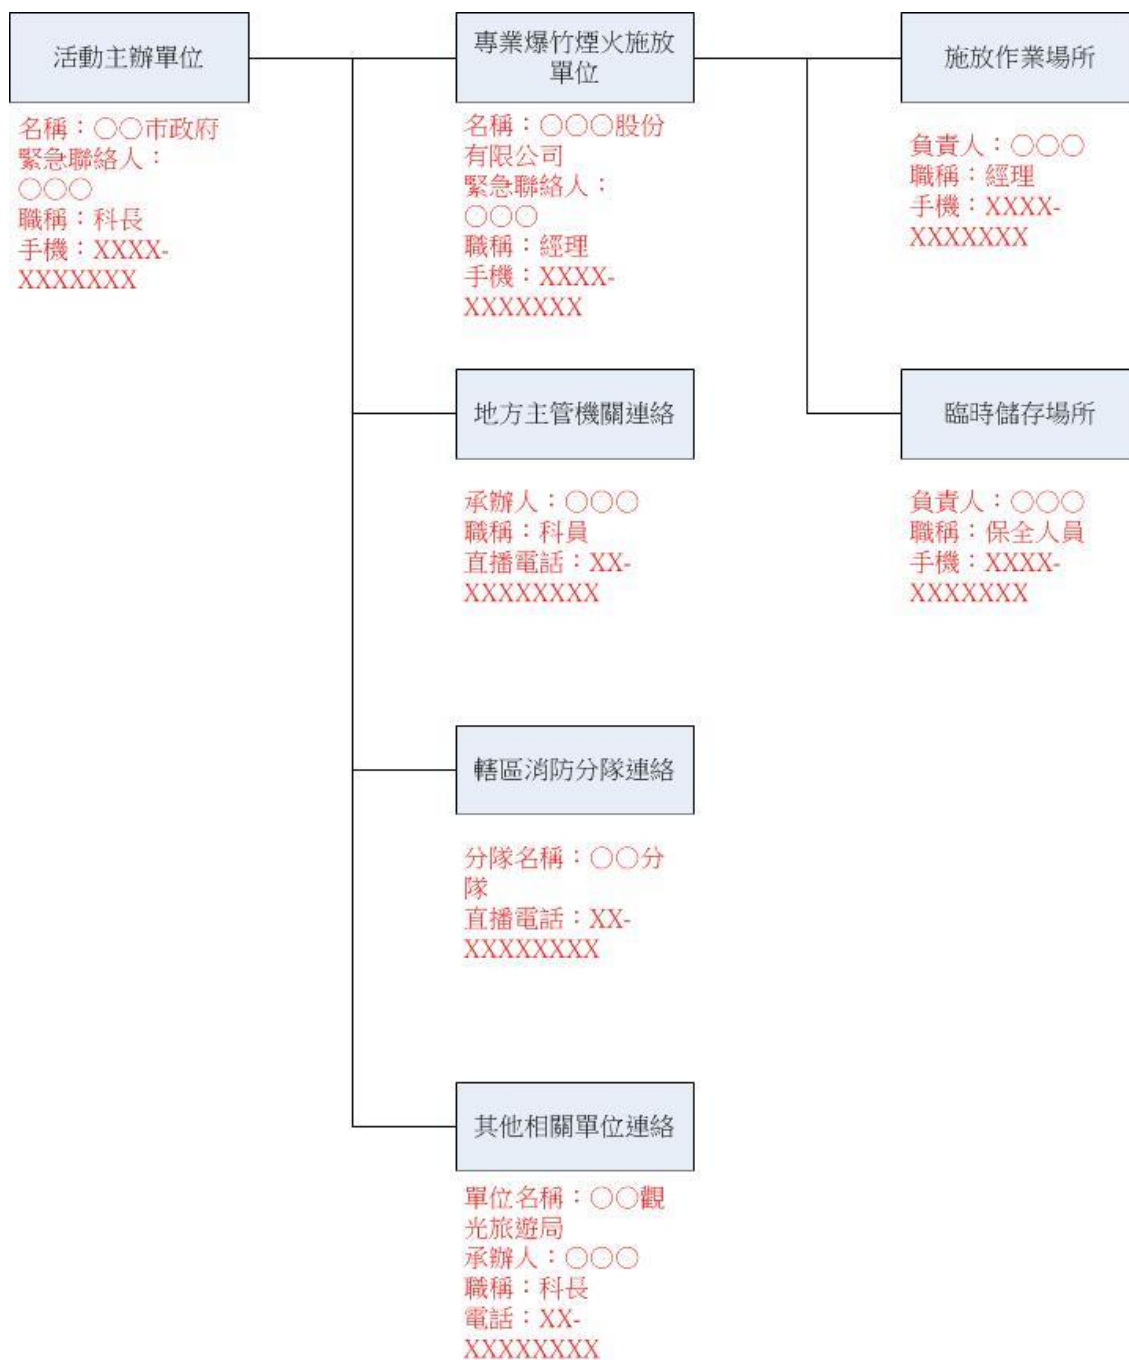 活動主辦單位
名稱：○○市政府
緊急聯絡人：
○○○
職稱：科長
手機：XXXX-
XXXXXXX
專業爆竹煙火施放
單位
名稱：○○○股份
有限公司
緊急聯絡人：
○○○
職稱：經理
手機：XXXX-
XXXXXXX
施放作業場所
負責人：○○○
職稱：經理
手機：XXXX-
XXXXXXX
地方主管機關連絡
承辦人：○○○
職稱：科員
直播電話：XX-
XXXXXXXX
臨時儲存場所
負責人：○○○
職稱：保全人員
手機：XXXX-
XXXXXXX
轄區消防分隊連絡
分隊名稱：○○分
隊
直播電話：XX-
XXXXXXXX
其他相關單位連絡
單位名稱：○○觀
光旅遊局
承辦人：○○○
職稱：科長
電話：XX-
XXXXXXXX